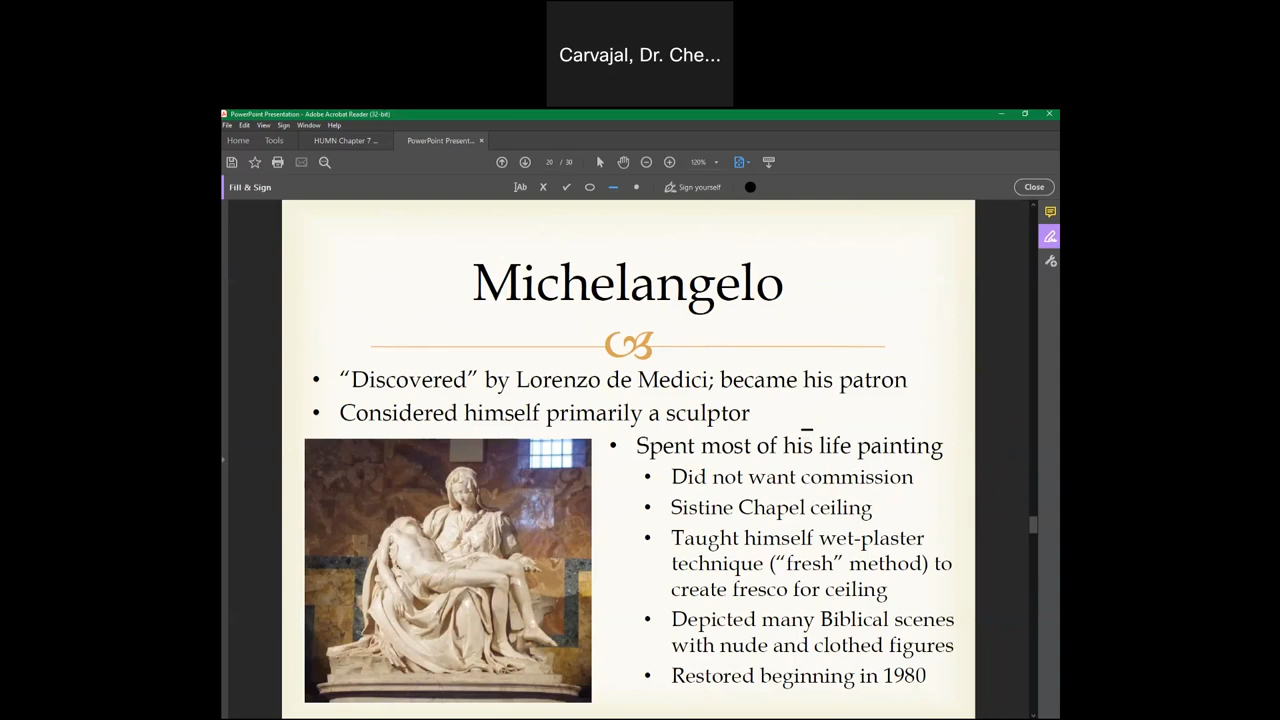 Carvajal, Dr. Che...
PowerPoint Presentation - Adobe Acrobat Reader (32-bit)
File Edit View Sign Window Help
Home Tools HUMN Chapter 7 ... PowerPoint Present... ×
20 / 30 120%
Fill & Sign Ab Sign yourself Close
Michelangelo
• “Discovered” by Lorenzo de Medici; became his patron
• Considered himself primarily a sculptor
• Spent most of his life painting
• Did not want commission
• Sistine Chapel ceiling
• Taught himself wet-plaster
technique (“fresh” method) to
create fresco for ceiling
• Depicted many Biblical scenes
with nude and clothed figures
• Restored beginning in 1980